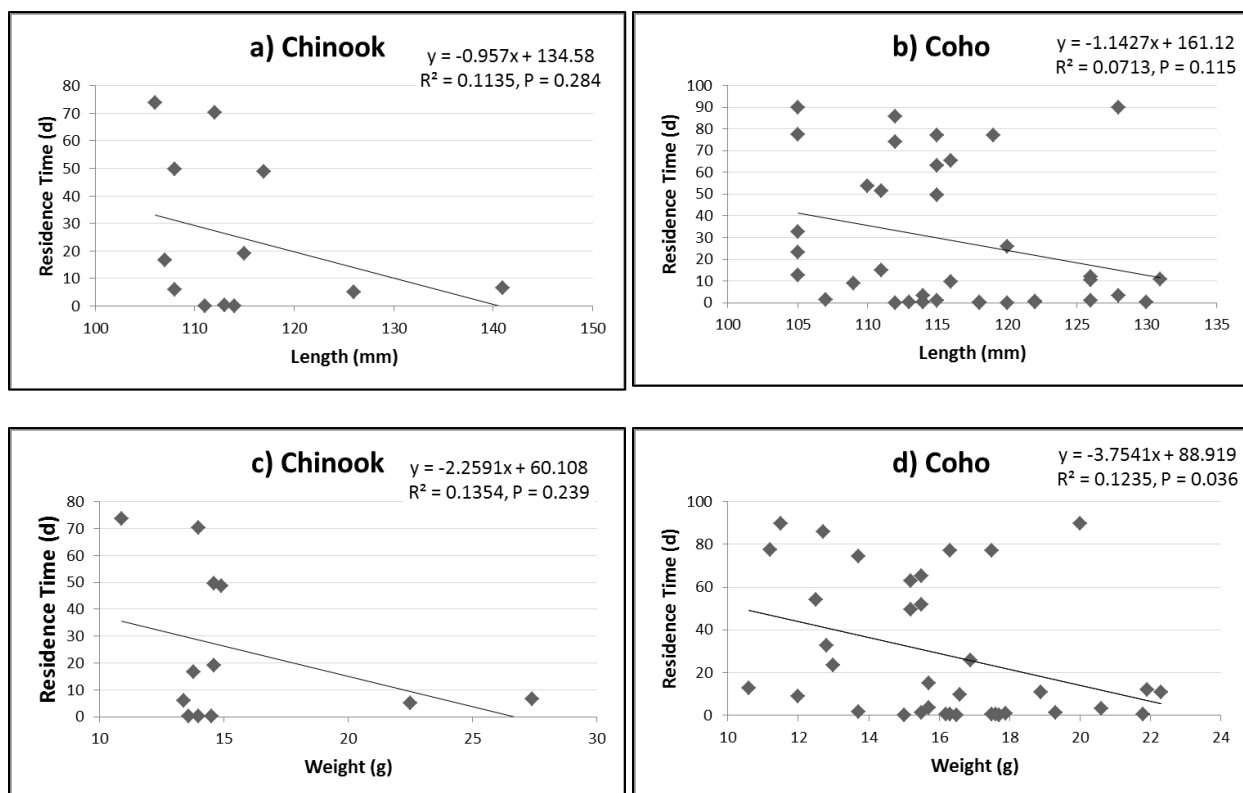 a) Chinook
y = -0.957x + 134.58
R² = 0.1135, P = 0.284
Residence Time (d)
80
70
60
50
40
30
20
10
0
100 110 120 130 140 150
Length (mm)
b) Coho
y = -1.1427x + 161.12
R² = 0.0713, P = 0.115
Residence Time (d)
100
90
80
70
60
50
40
30
20
10
0
100 105 110 115 120 125 130 135
Length (mm)
c) Chinook
y = -2.2591x + 60.108
R² = 0.1354, P = 0.239
Residence Time (d)
80
70
60
50
40
30
20
10
0
10 15 20 25 30
Weight (g)
d) Coho
y = -3.7541x + 88.919
R² = 0.1235, P = 0.036
Residence Time (d)
100
80
60
40
20
0
10 12 14 16 18 20 22 24
Weight (g)